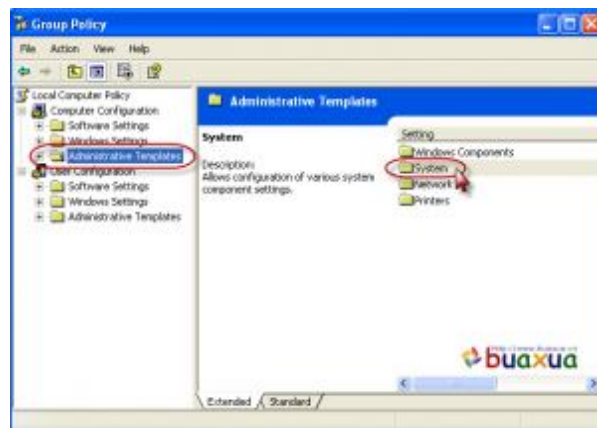 Group Policy
File Action View Help
Local Computer Policy
Computer Configuration
Software Settings
Windows Settings
Administrative Templates
User Configuration
Software Settings
Windows Settings
Administrative Templates
Administrative Templates
System
Description:
Allows configuration of various system
component settings.
Setting
Windows Components
System
Network
Printers
buaxua
Extended Standard